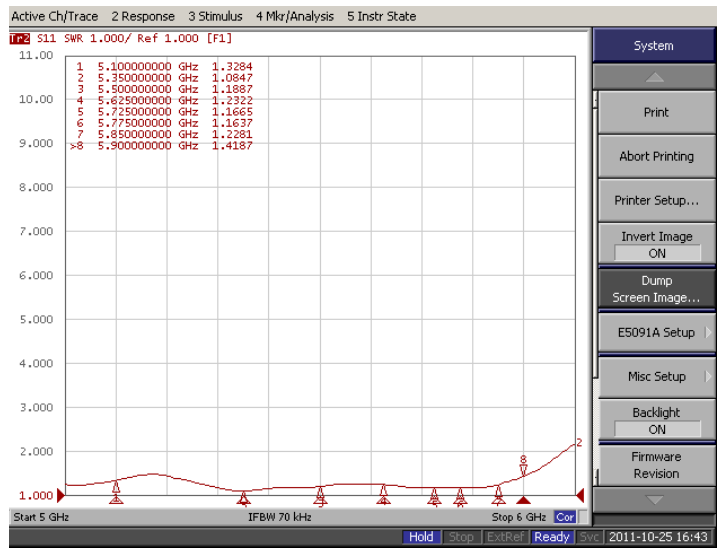 Active Ch/Trace 2 Response 3 Stimulus 4 Mkr/Analysis 5 Instr State
Tr2 S11 SWR 1.000/ Ref 1.000 [F1]
11.00
1 5.100000000 GHz 1.3284
2 5.350000000 GHz 1.0847
3 5.500000000 GHz 1.1887
4 5.625000000 GHz 1.2322
5 5.725000000 GHz 1.1665
6 5.775000000 GHz 1.1637
7 5.850000000 GHz 1.2281
>8 5.900000000 GHz 1.4187
10.00
9.000
8.000
7.000
6.000
5.000
4.000
3.000
2.000
1.000
8
2
Start 5 GHz IFBW 70 kHz Stop 6 GHz Cor
System
Print
Abort Printing
Printer Setup...
Invert Image
ON
Dump
Screen Image...
E5091A Setup
Misc Setup
Backlight
ON
Firmware
Revision
Hold Stop ExtRef Ready Svc 2011-10-25 16:43